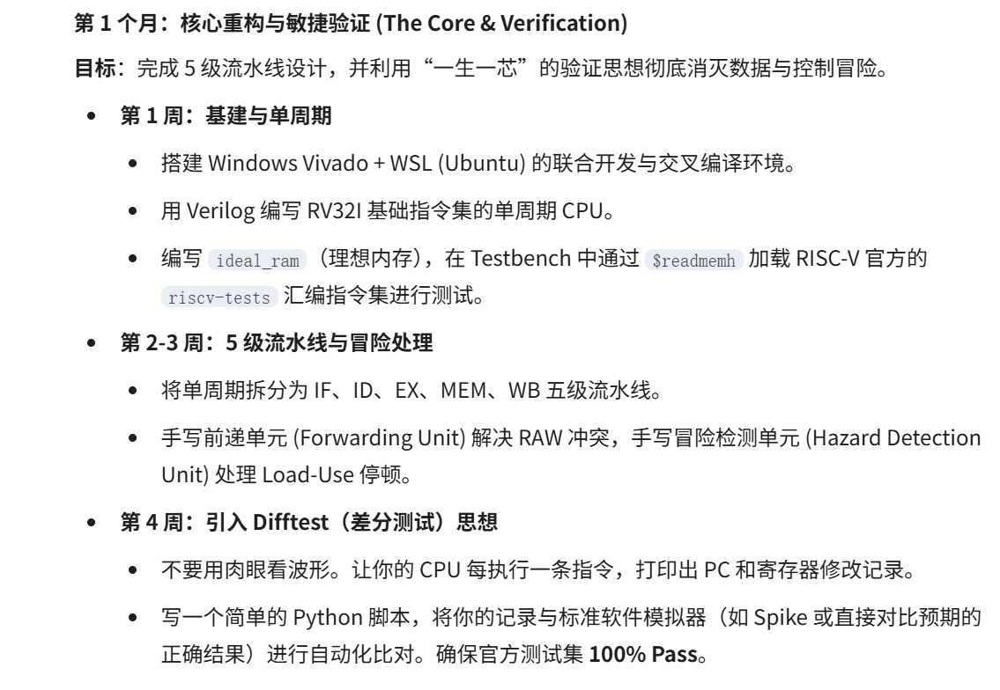 第 1 个月：核心重构与敏捷验证 (The Core & Verification)
目标：完成 5 级流水线设计，并利用“一生一芯”的验证思想彻底消灭数据与控制冒险。
第 1 周：基建与单周期
搭建 Windows Vivado + WSL (Ubuntu) 的联合开发与交叉编译环境。
用 Verilog 编写 RV32I 基础指令集的单周期 CPU。
编写 ideal_ram（理想内存），在 Testbench 中通过 $readmemh 加载 RISC-V 官方的
riscv-tests 汇编指令集进行测试。
第 2-3 周：5 级流水线与冒险处理
将单周期拆分为 IF、ID、EX、MEM、WB 五级流水线。
手写前递单元 (Forwarding Unit) 解决 RAW 冲突，手写冒险检测单元 (Hazard Detection
Unit) 处理 Load-Use 停顿。
第 4 周：引入 Difftest（差分测试）思想
不要用肉眼看波形。让你的 CPU 每执行一条指令，打印出 PC 和寄存器修改记录。
写一个简单的 Python 脚本，将你的记录与标准软件模拟器（如 Spike 或直接对比预期的
正确结果）进行自动化比对。确保官方测试集 100% Pass。